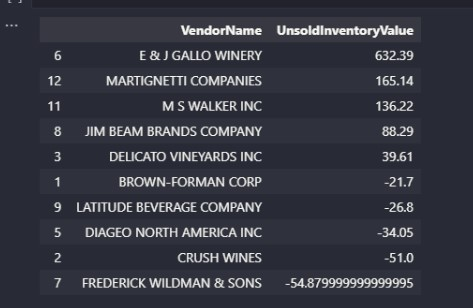 ...
VendorName UnsoldInventoryValue
6 E & J GALLO WINERY 632.39
12 MARTIGNETTI COMPANIES 165.14
11 M S WALKER INC 136.22
8 JIM BEAM BRANDS COMPANY 88.29
3 DELICATO VINEYARDS INC 39.61
1 BROWN-FORMAN CORP -21.7
9 LATITUDE BEVERAGE COMPANY -26.8
5 DIAGEO NORTH AMERICA INC -34.05
2 CRUSH WINES -51.0
7 FREDERICK WILDMAN & SONS -54.879999999999995